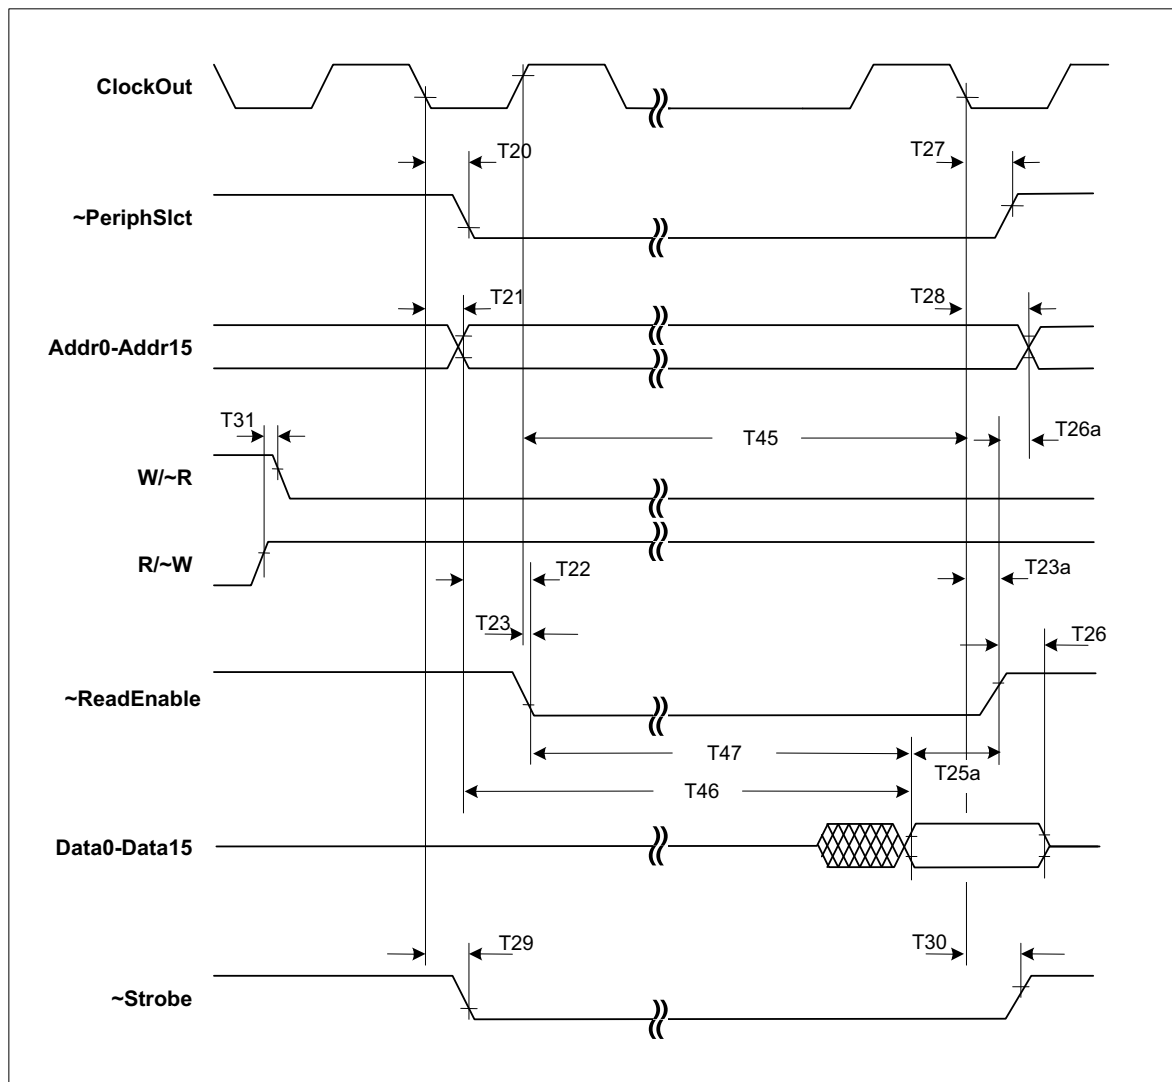 ClockOut
T20
T27
~PeriphSlct
T21
T28
Addr0-Addr15
T31
T45
T26a
W/~R
R/~W
T22
T23a
T23
T26
~ReadEnable
T47
T25a
T46
Data0-Data15
T29
T30
~Strobe